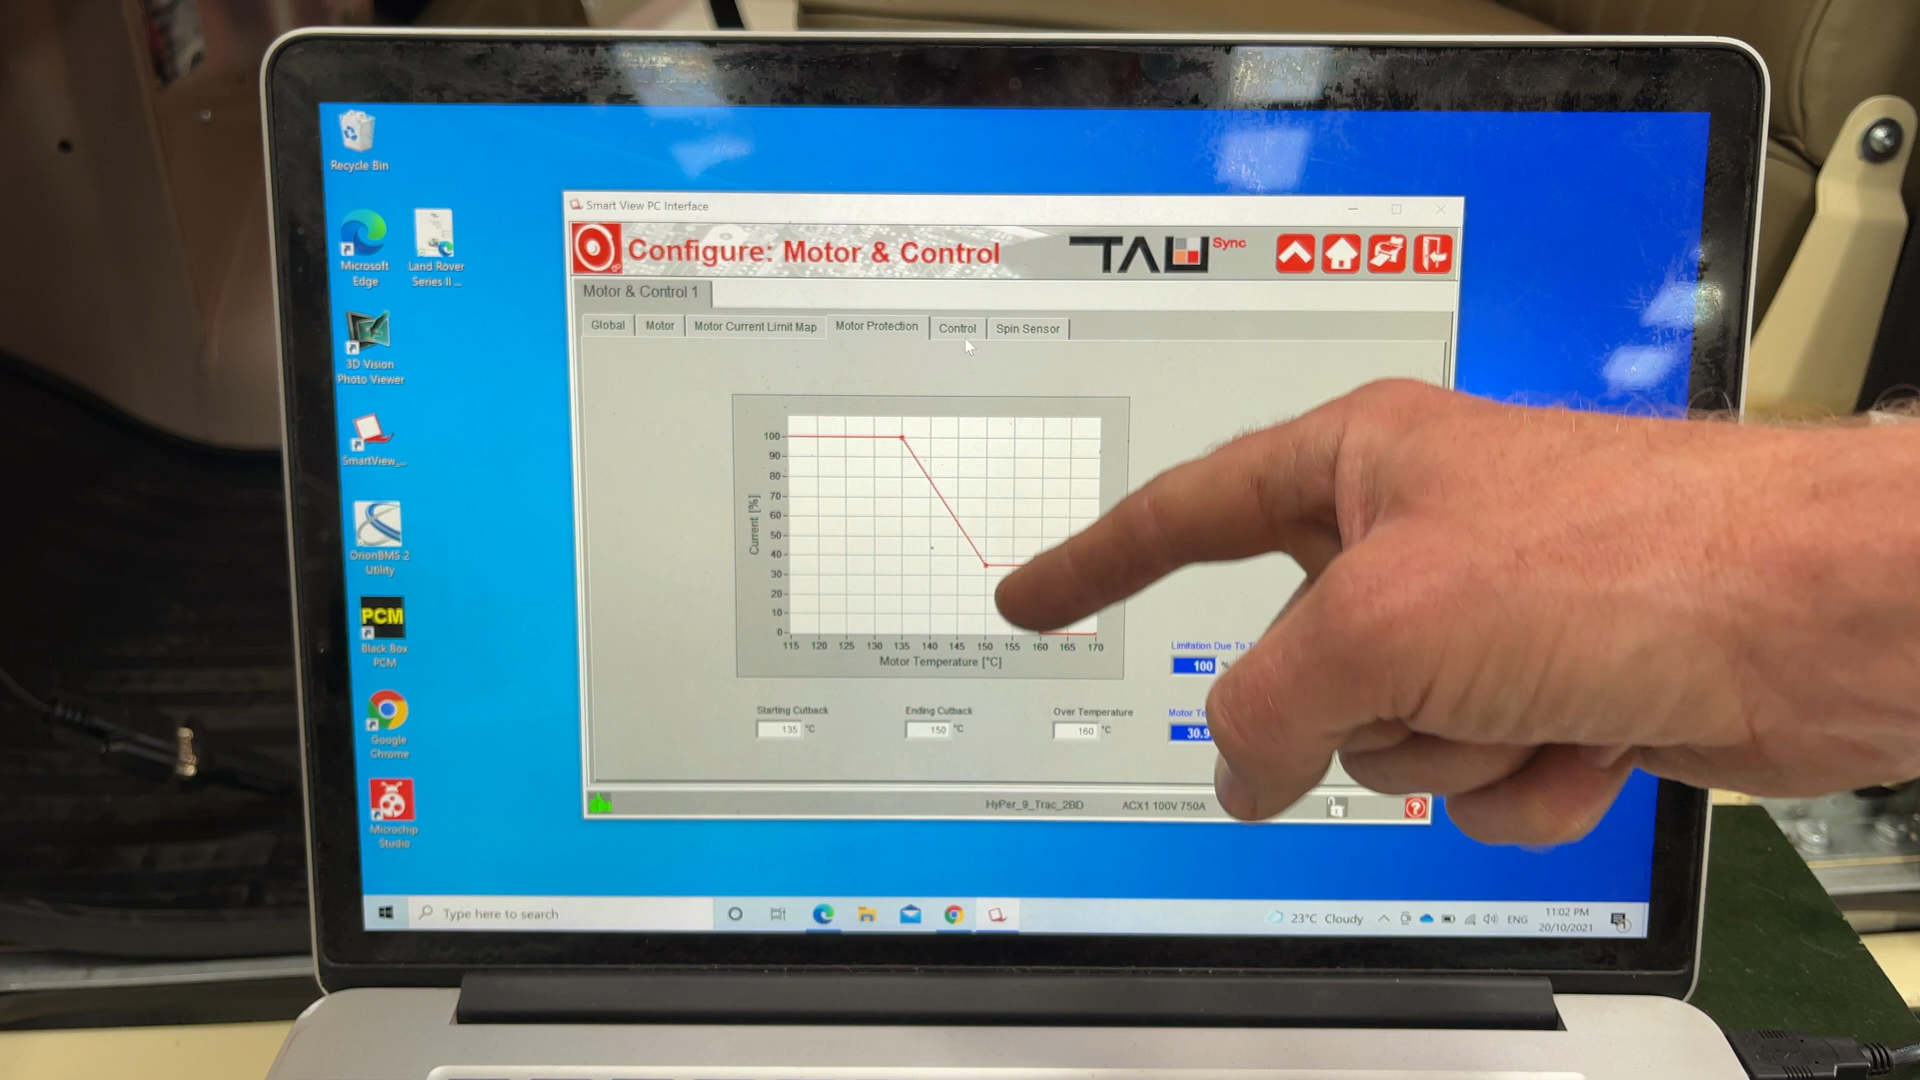 Recycle Bin
Microsoft
Edge
Land Rover
Series II ...
3D Vision
Photo Viewer
SmartView_...
OrionBMS 2
Utility
PCM
Black Box
PCM
Google
Chrome
Microchip
Studio
Smart View PC Interface
Configure: Motor & Control
TAU Sync
Motor & Control 1
Global
Motor
Motor Current Limit Map
Motor Protection
Control
Spin Sensor
Current [%]
100
90
80
70
60
50
40
30
20
10
0
115 120 125 130 135 140 145 150 155 160 165 170
Motor Temperature [°C]
Starting Cutback
135 °C
Ending Cutback
150 °C
Over Temperature
160 °C
Limitation Due To
100 %
Motor
30.9
HyPer_9_Trac_2BD
ACX1 100V 750A
Type here to search
23°C Cloudy
ENG
11:02 PM
20/10/2021